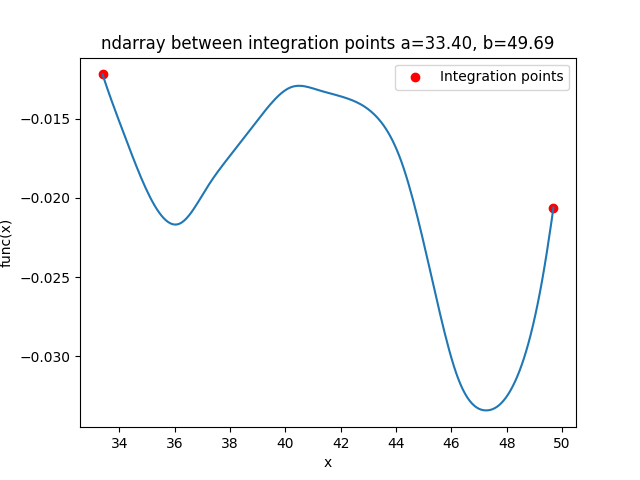 ndarray between integration points a=33.40, b=49.69
Integration points
−0.015
−0.020
−0.025
−0.030
func(x)
34 36 38 40 42 44 46 48 50
x